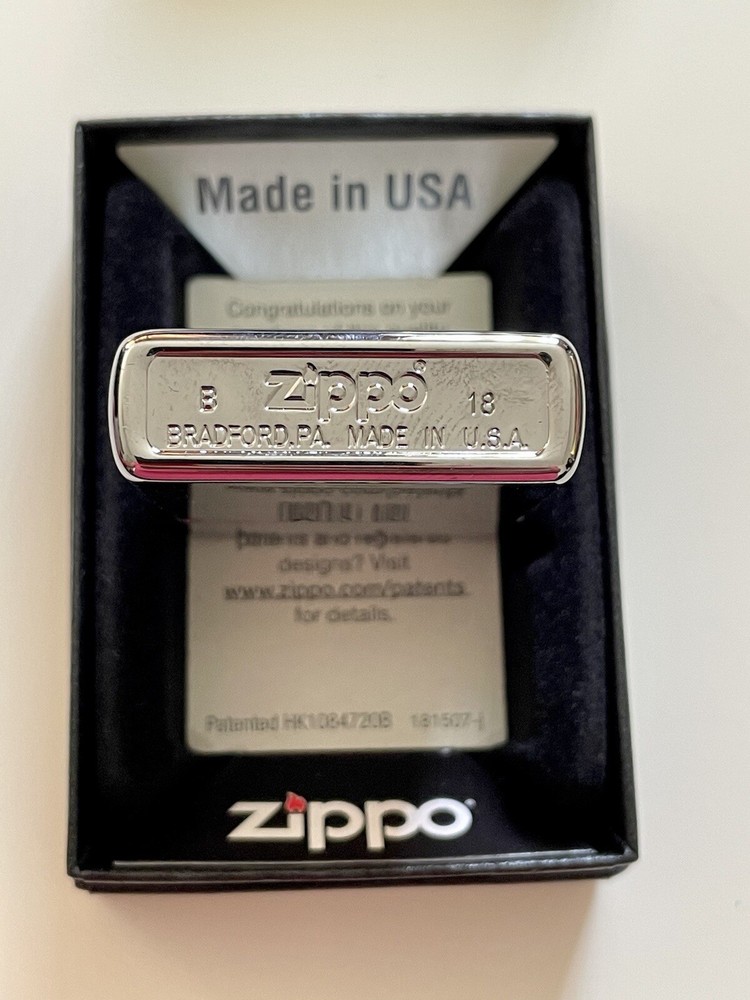 Made in USA
Congratulations on your
B zippo® 18
BRADFORD.PA. MADE IN U.S.A.
designs? Visit
www.zippo.com/patents
for details.
Patented HK1084720B 181507-j
zippo